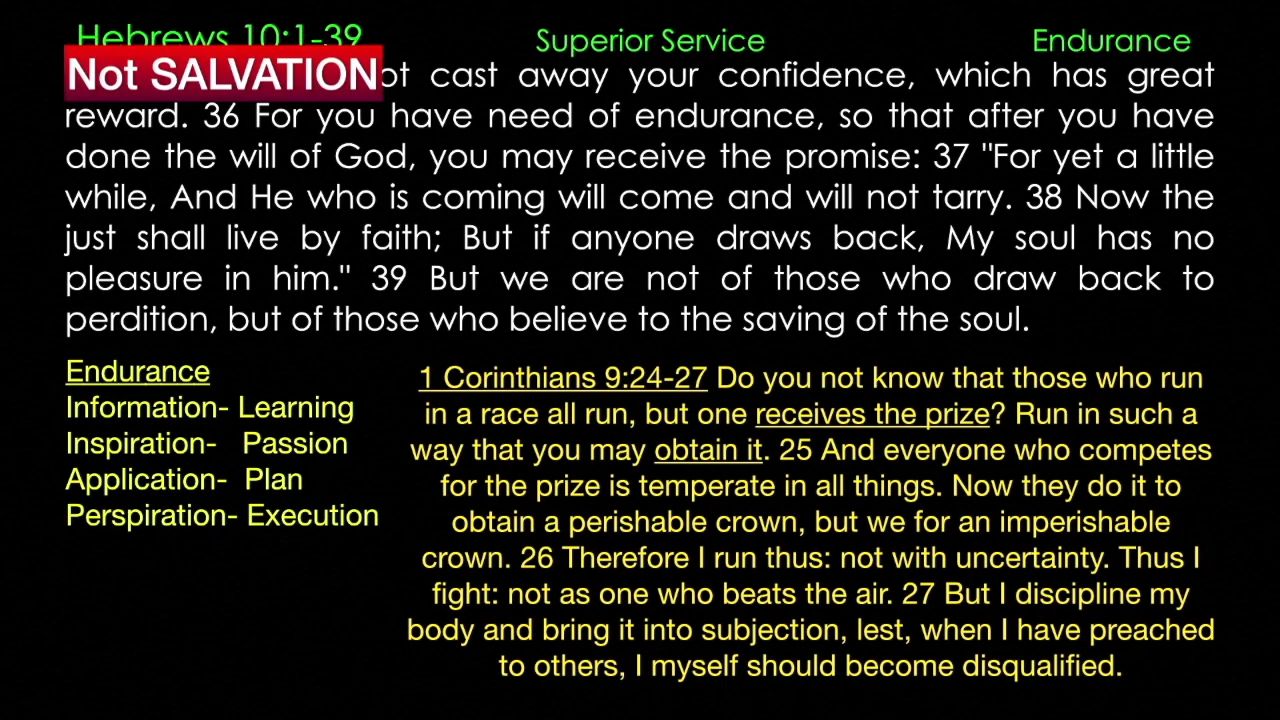 Hebrews 10:1-39 Superior Service Endurance
Not SALVATION ot cast away your confidence, which has great
reward. 36 For you have need of endurance, so that after you have
done the will of God, you may receive the promise: 37 "For yet a little
while, And He who is coming will come and will not tarry. 38 Now the
just shall live by faith; But if anyone draws back, My soul has no
pleasure in him." 39 But we are not of those who draw back to
perdition, but of those who believe to the saving of the soul.
Endurance
Information- Learning
Inspiration- Passion
Application- Plan
Perspiration- Execution
1 Corinthians 9:24-27 Do you not know that those who run
in a race all run, but one receives the prize? Run in such a
way that you may obtain it. 25 And everyone who competes
for the prize is temperate in all things. Now they do it to
obtain a perishable crown, but we for an imperishable
crown. 26 Therefore I run thus: not with uncertainty. Thus I
fight: not as one who beats the air. 27 But I discipline my
body and bring it into subjection, lest, when I have preached
to others, I myself should become disqualified.